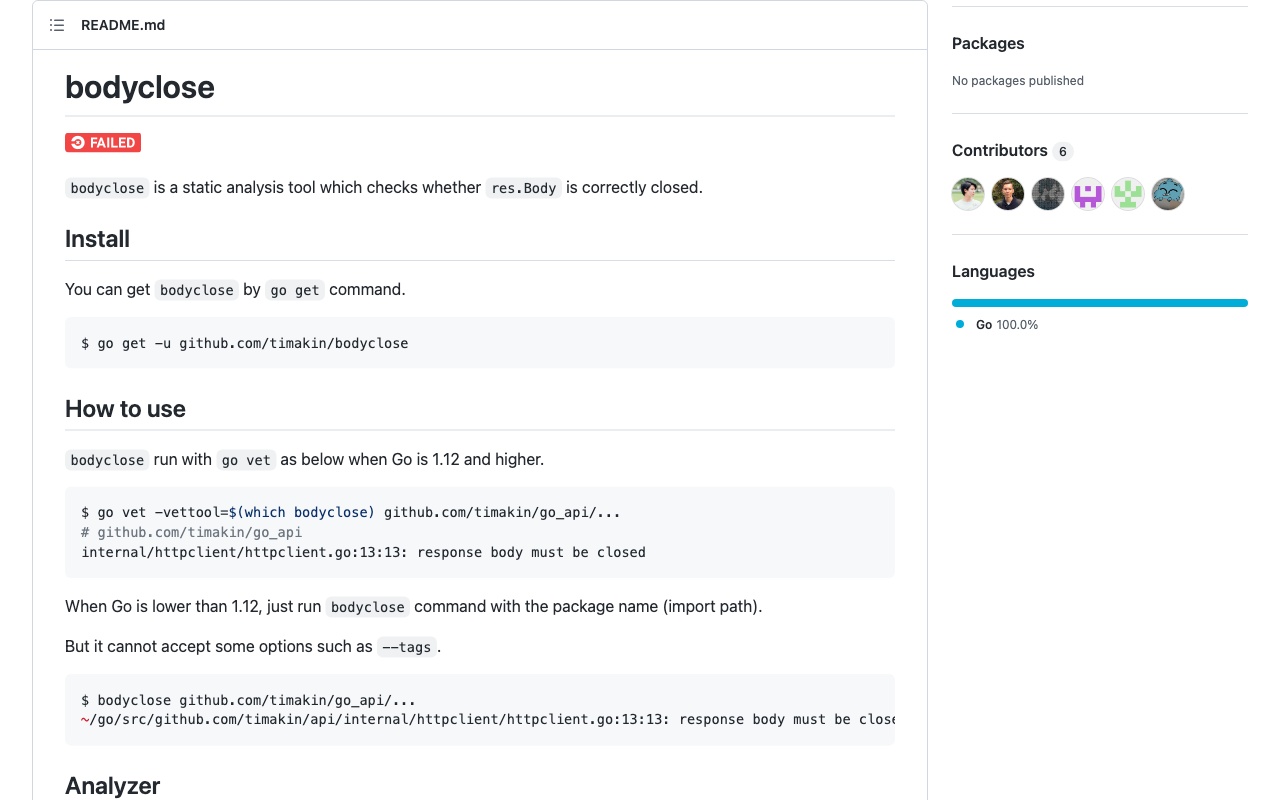 README.md
bodyclose
FAILED
bodyclose is a static analysis tool which checks whether res.Body is correctly closed.
Install
You can get bodyclose by go get command.
$ go get -u github.com/timakin/bodyclose
How to use
bodyclose run with go vet as below when Go is 1.12 and higher.
$ go vet -vettool=$(which bodyclose) github.com/timakin/go_api/...
# github.com/timakin/go_api
internal/httpclient/httpclient.go:13:13: response body must be closed
When Go is lower than 1.12, just run bodyclose command with the package name (import path).
But it cannot accept some options such as --tags.
$ bodyclose github.com/timakin/go_api/...
~/go/src/github.com/timakin/api/internal/httpclient/httpclient.go:13:13: response body must be close
Analyzer
Packages
No packages published
Contributors 6
Languages
Go 100.0%